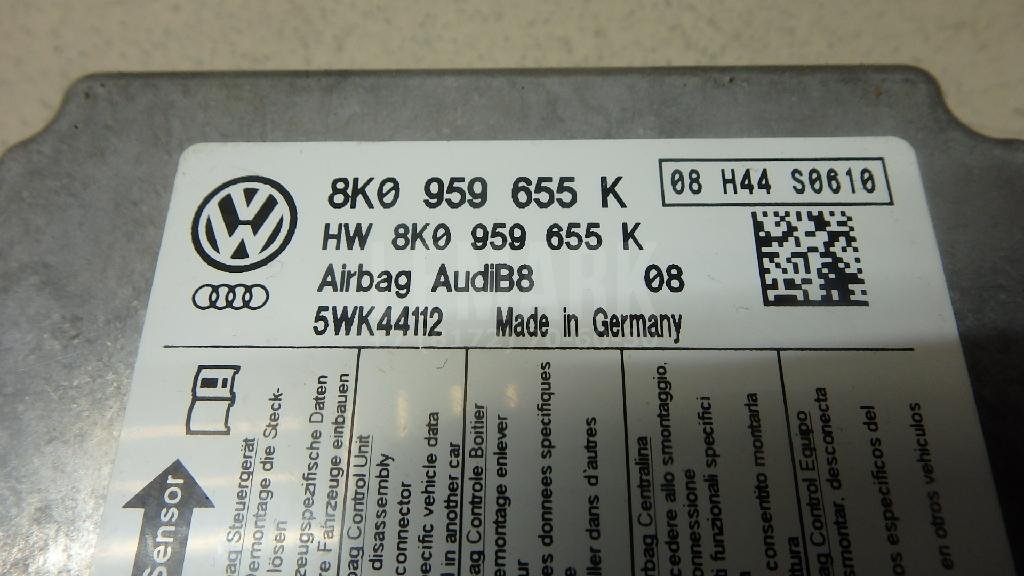 8K0 959 655 K
08 H44 S0610
HW 8K0 959 655 K
Airbag AudiB8 08
5WK44112 Made in Germany
Sensor
bag Steuergerät
emontage die Steck-
lösen
zeugspezifische Daten
re Fahrzeuge einbauen
ag Control Unit
disassembly
connector
pecific vehicle data
l in another car
ag Controle Boitier
emontage enlever
ur
es donnees specifiques
ller dans d'autres
rbag Centralina
cedere allo smontaggio,
onnessione
ti funzionali specifici
consentito montarla
tura
ag Control Equipo
smontar, desconecta
os específicos del
en otros vehiculos